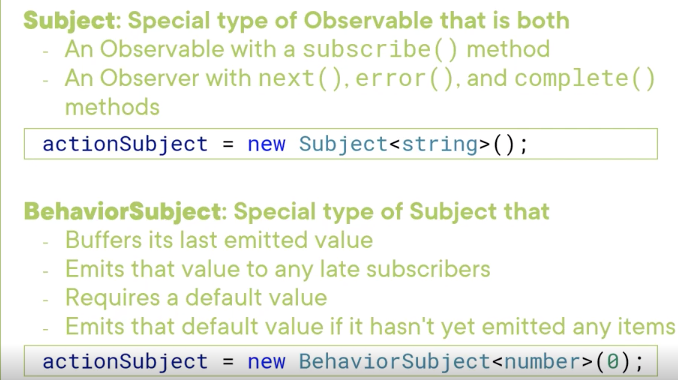 Subject: Special type of Observable that is both
- An Observable with a subscribe() method
- An Observer with next(), error(), and complete()
methods
actionSubject = new Subject<string>();
BehaviorSubject: Special type of Subject that
- Buffers its last emitted value
- Emits that value to any late subscribers
- Requires a default value
- Emits that default value if it hasn't yet emitted any items
actionSubject = new BehaviorSubject<number>(0);